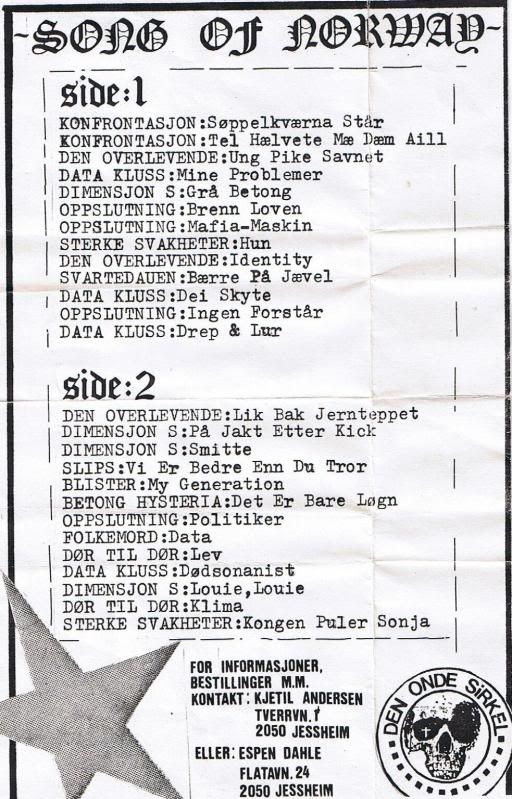 -SONG OF NORWAY-
side:1
KONFRONTASJON:Søppelkværna Står
KONFRONTASJON:Tel Hælvete Mæ Dæm Aill
DEN OVERLEVENDE:Ung Pike Savnet
DATA KLUSS:Mine Problemer
DIMENSJON S:Grå Betong
OPPSLUTNING:Brenn Loven
OPPSLUTNING:Mafia-Maskin
STERKE SVAKHETER:Hun
DEN OVERLEVENDE:Identity
SVARTEDAUEN:Bærre På Jævel
DATA KLUSS:Dei Skyte
OPPSLUTNING:Ingen Forstår
DATA KLUSS:Drep & Lur
side:2
DEN OVERLEVENDE:Lik Bak Jernteppet
DIMENSJON S:På Jakt Etter Kick
DIMENSJON S:Smitte
SLIPS:Vi Er Bedre Enn Du Tror
BLISTER:My Generation
BETONG HYSTERIA:Det Er Bare Løgn
OPPSLUTNING:Politiker
FOLKEMORD:Data
DØR TIL DØR:Lev
DATA KLUSS:Dødsonanist
DIMENSJON S:Louie,Louie
DØR TIL DØR:Klima
STERKE SVAKHETER:Kongen Puler Sonja
FOR INFORMASJONER,
BESTILLINGER M.M.
KONTAKT: KJETIL ANDERSEN
TVERRVN.1
2050 JESSHEIM
ELLER: ESPEN DAHLE
FLATAVN.24
2050 JESSHEIM
DEN ONDE SiRKEL